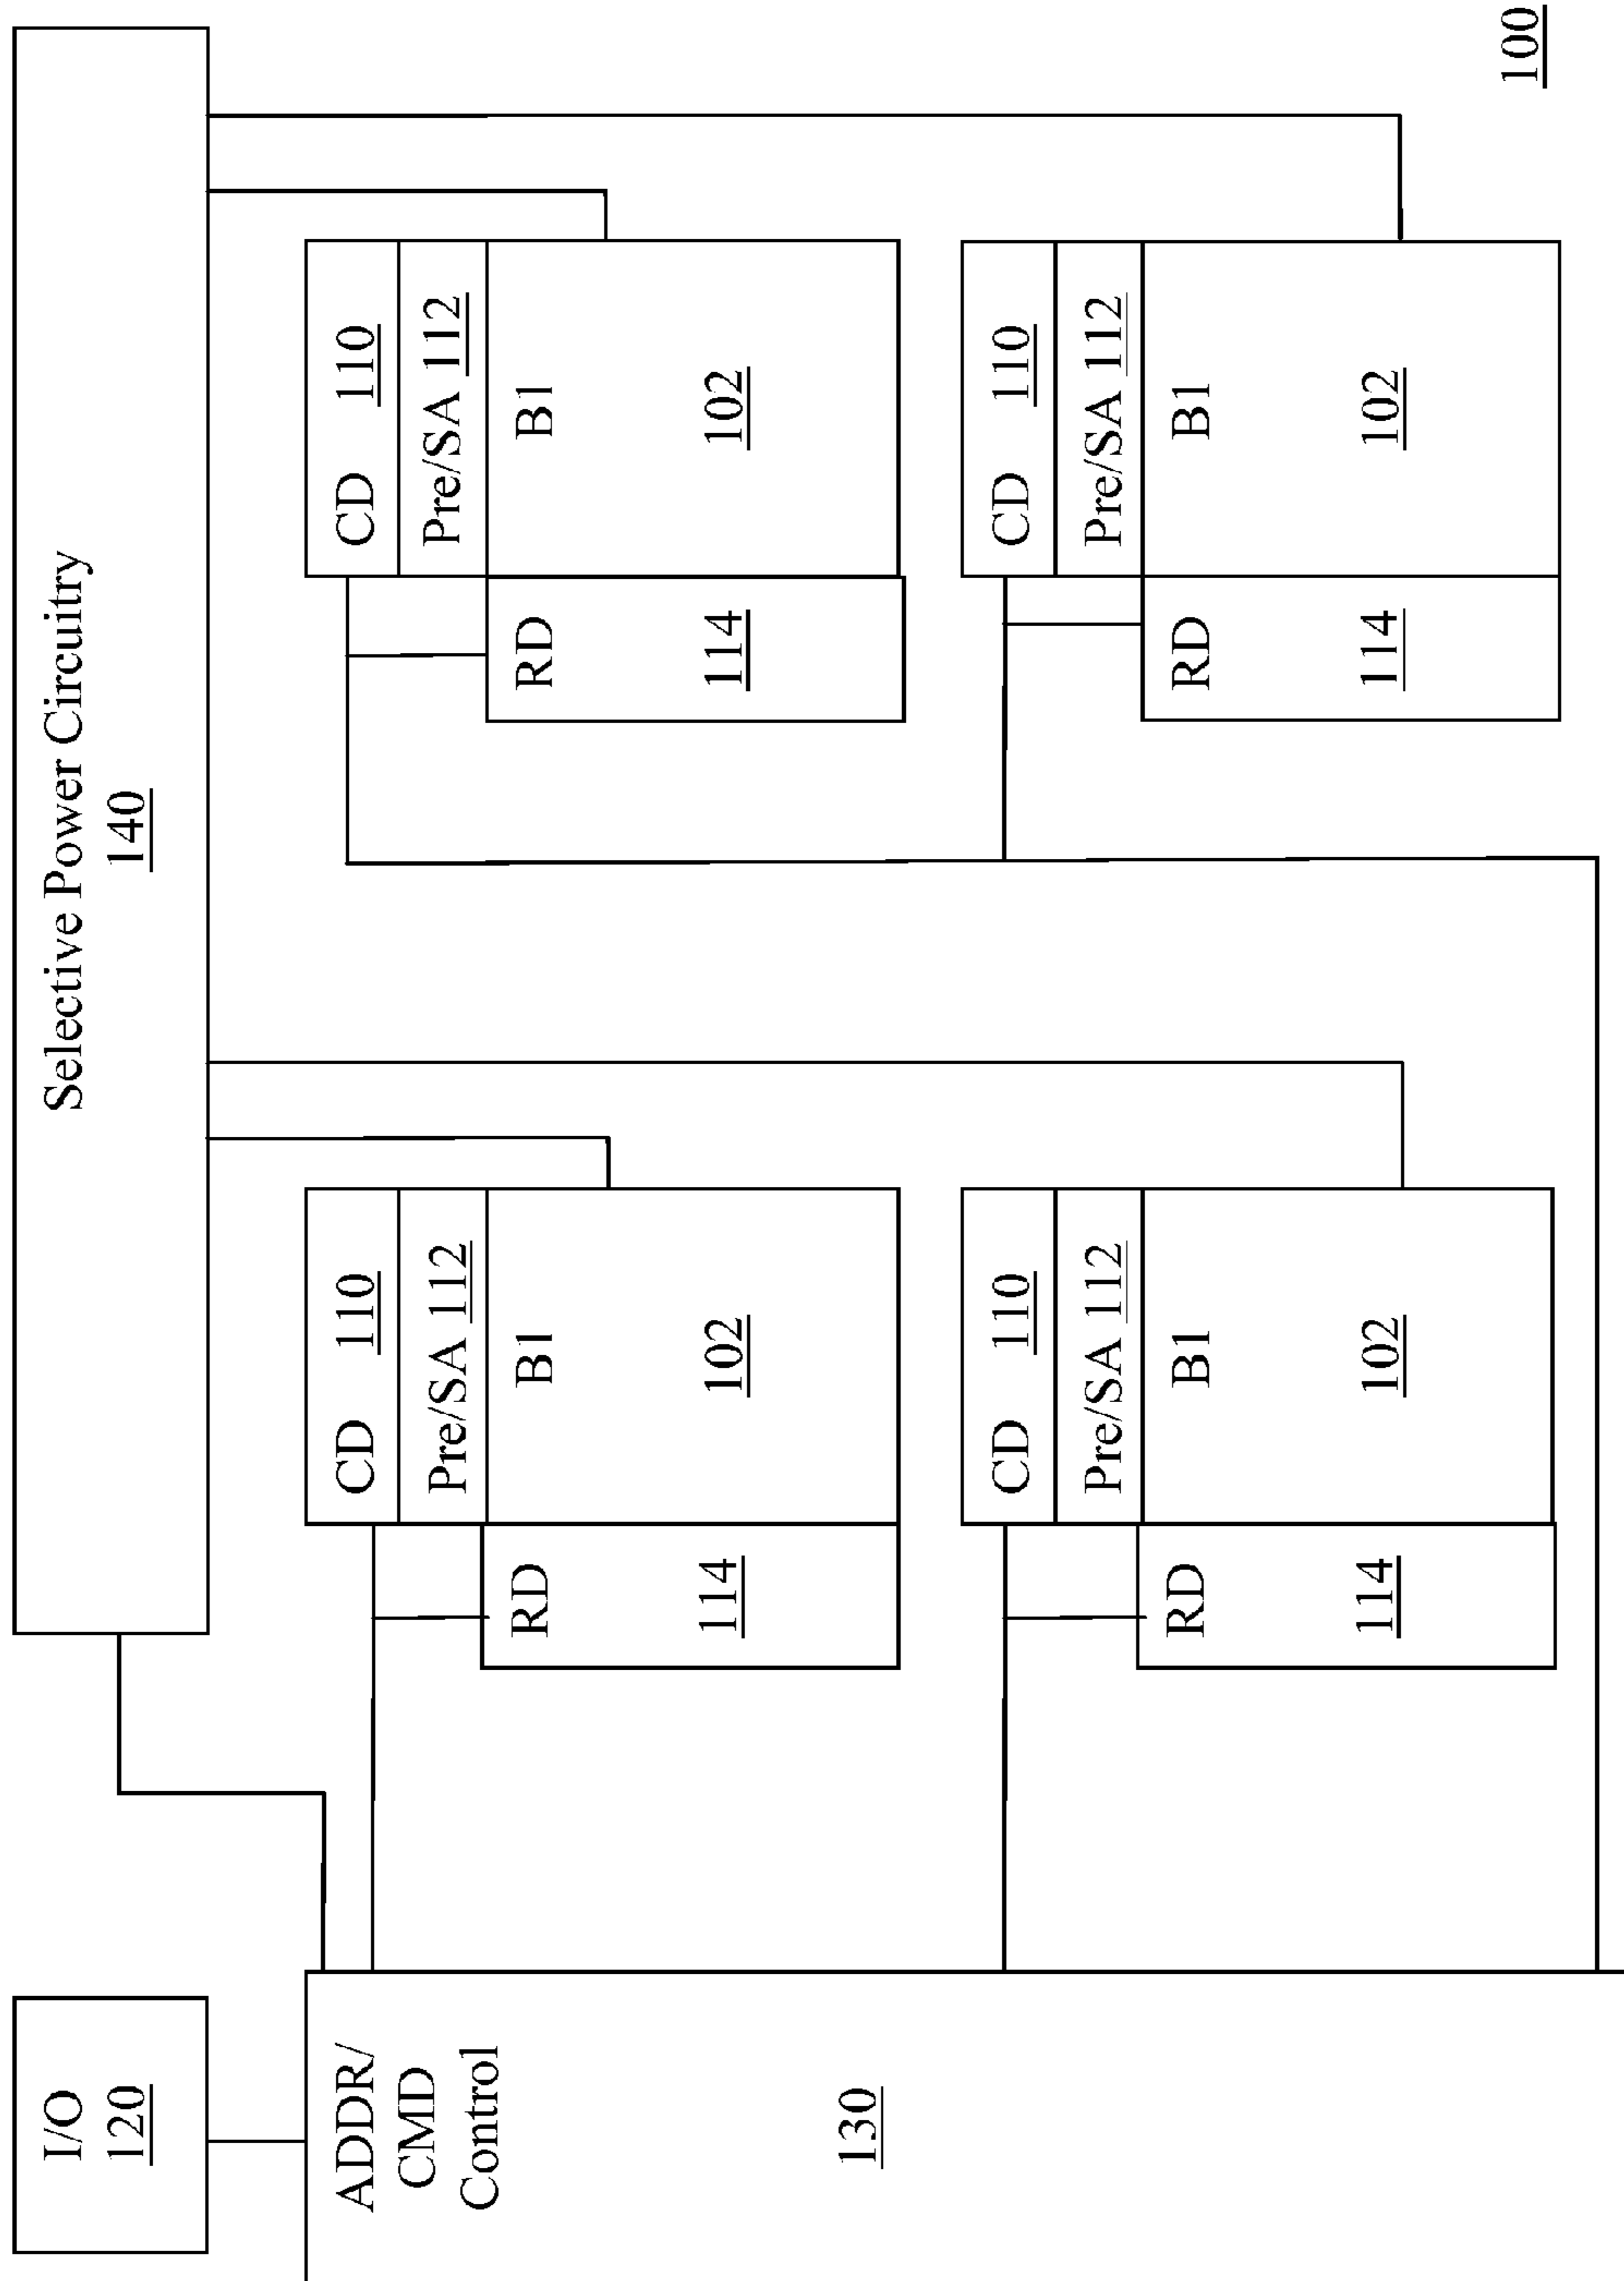 I/O
120
Selective Power Circuitry
140
ADDR/
CMD
Control
130
CD 110
Pre/SA 112
RD
114
B1
102
CD 110
Pre/SA 112
RD
114
B1
102
CD 110
Pre/SA 112
RD
114
B1
102
CD 110
Pre/SA 112
RD
114
B1
102
100